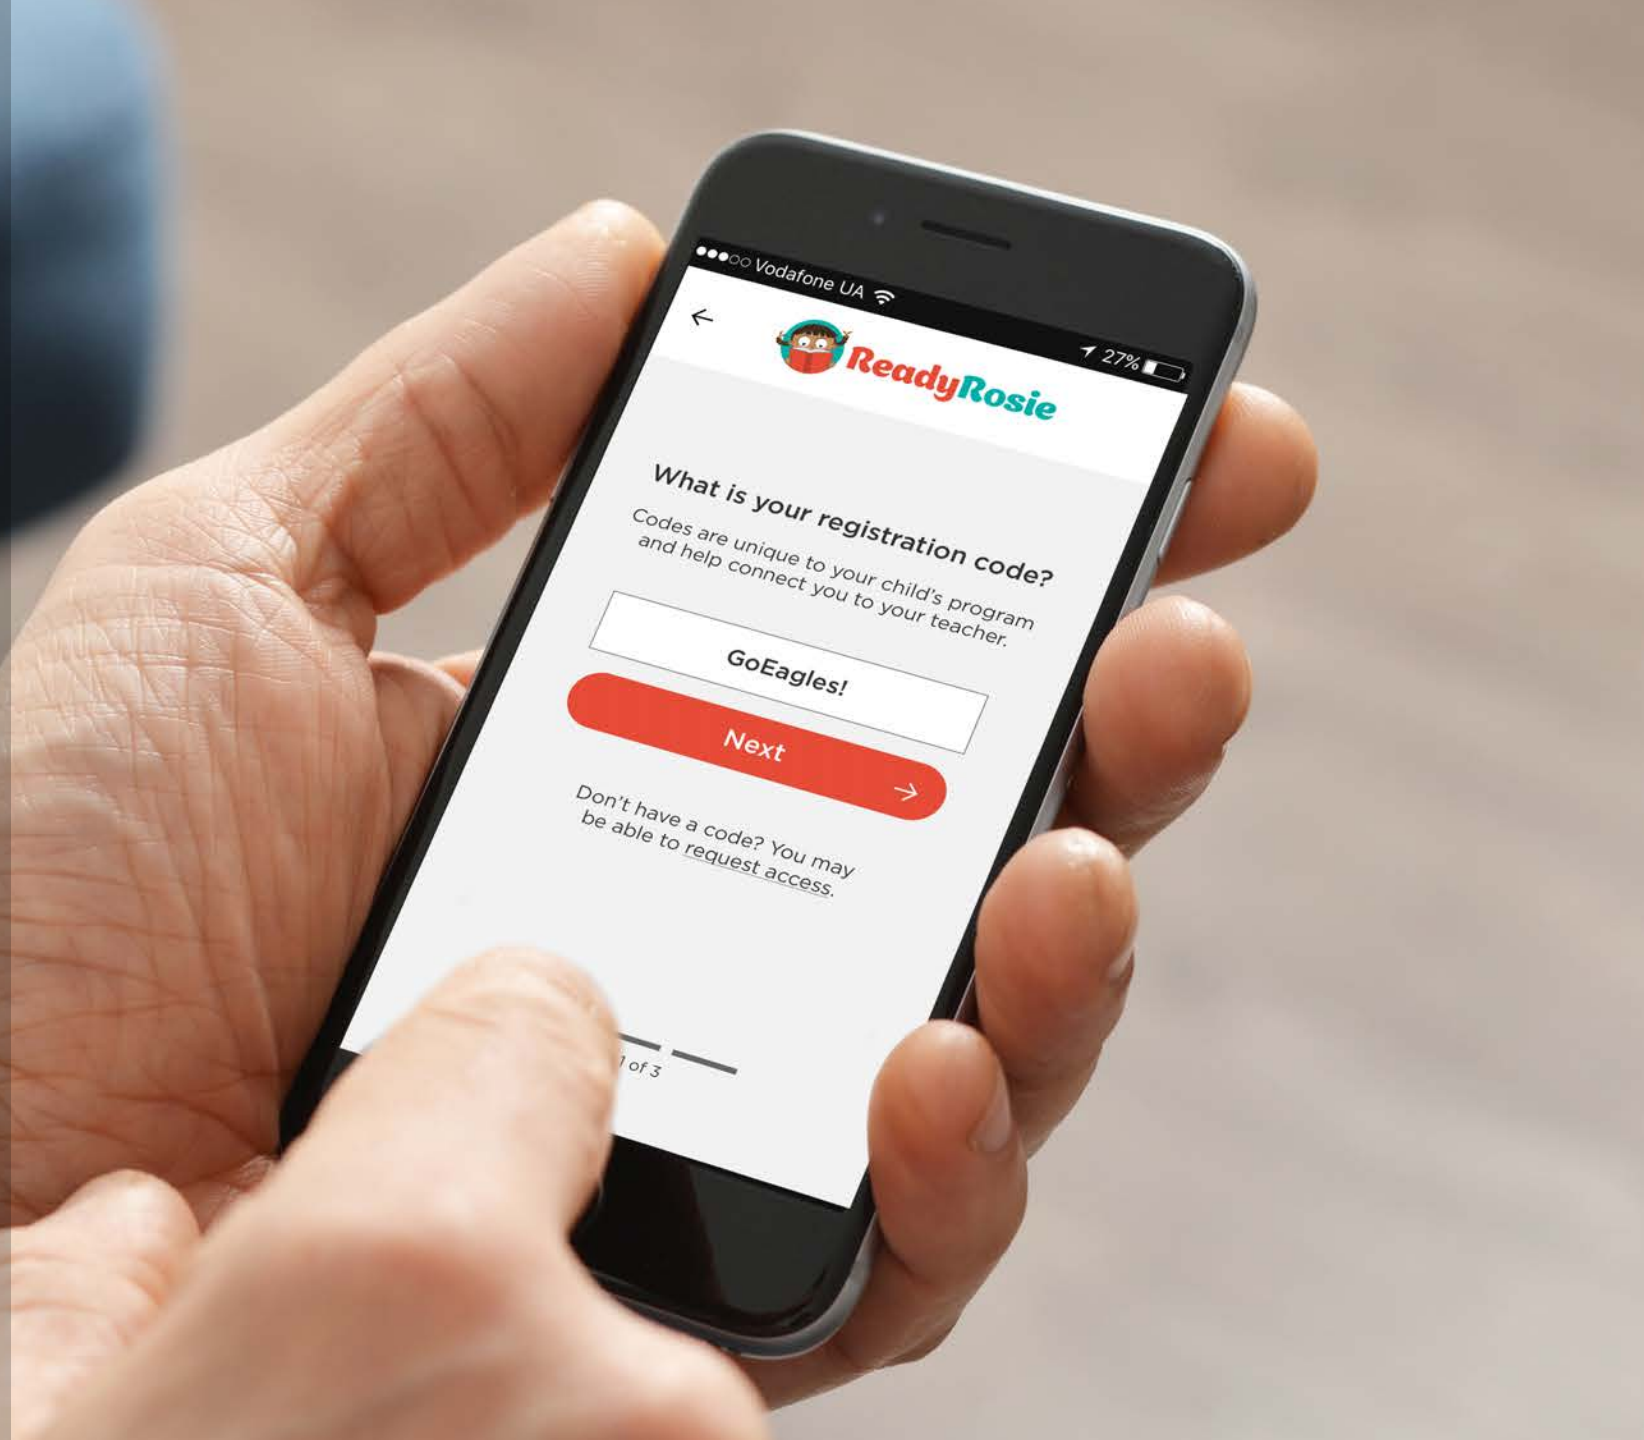 Vodafone UA
27%
ReadyRosie
What is your registration code?
Codes are unique to your child's program
and help connect you to your teacher.
GoEagles!
Next
Don't have a code? You may
be able to request access.
1 of 3